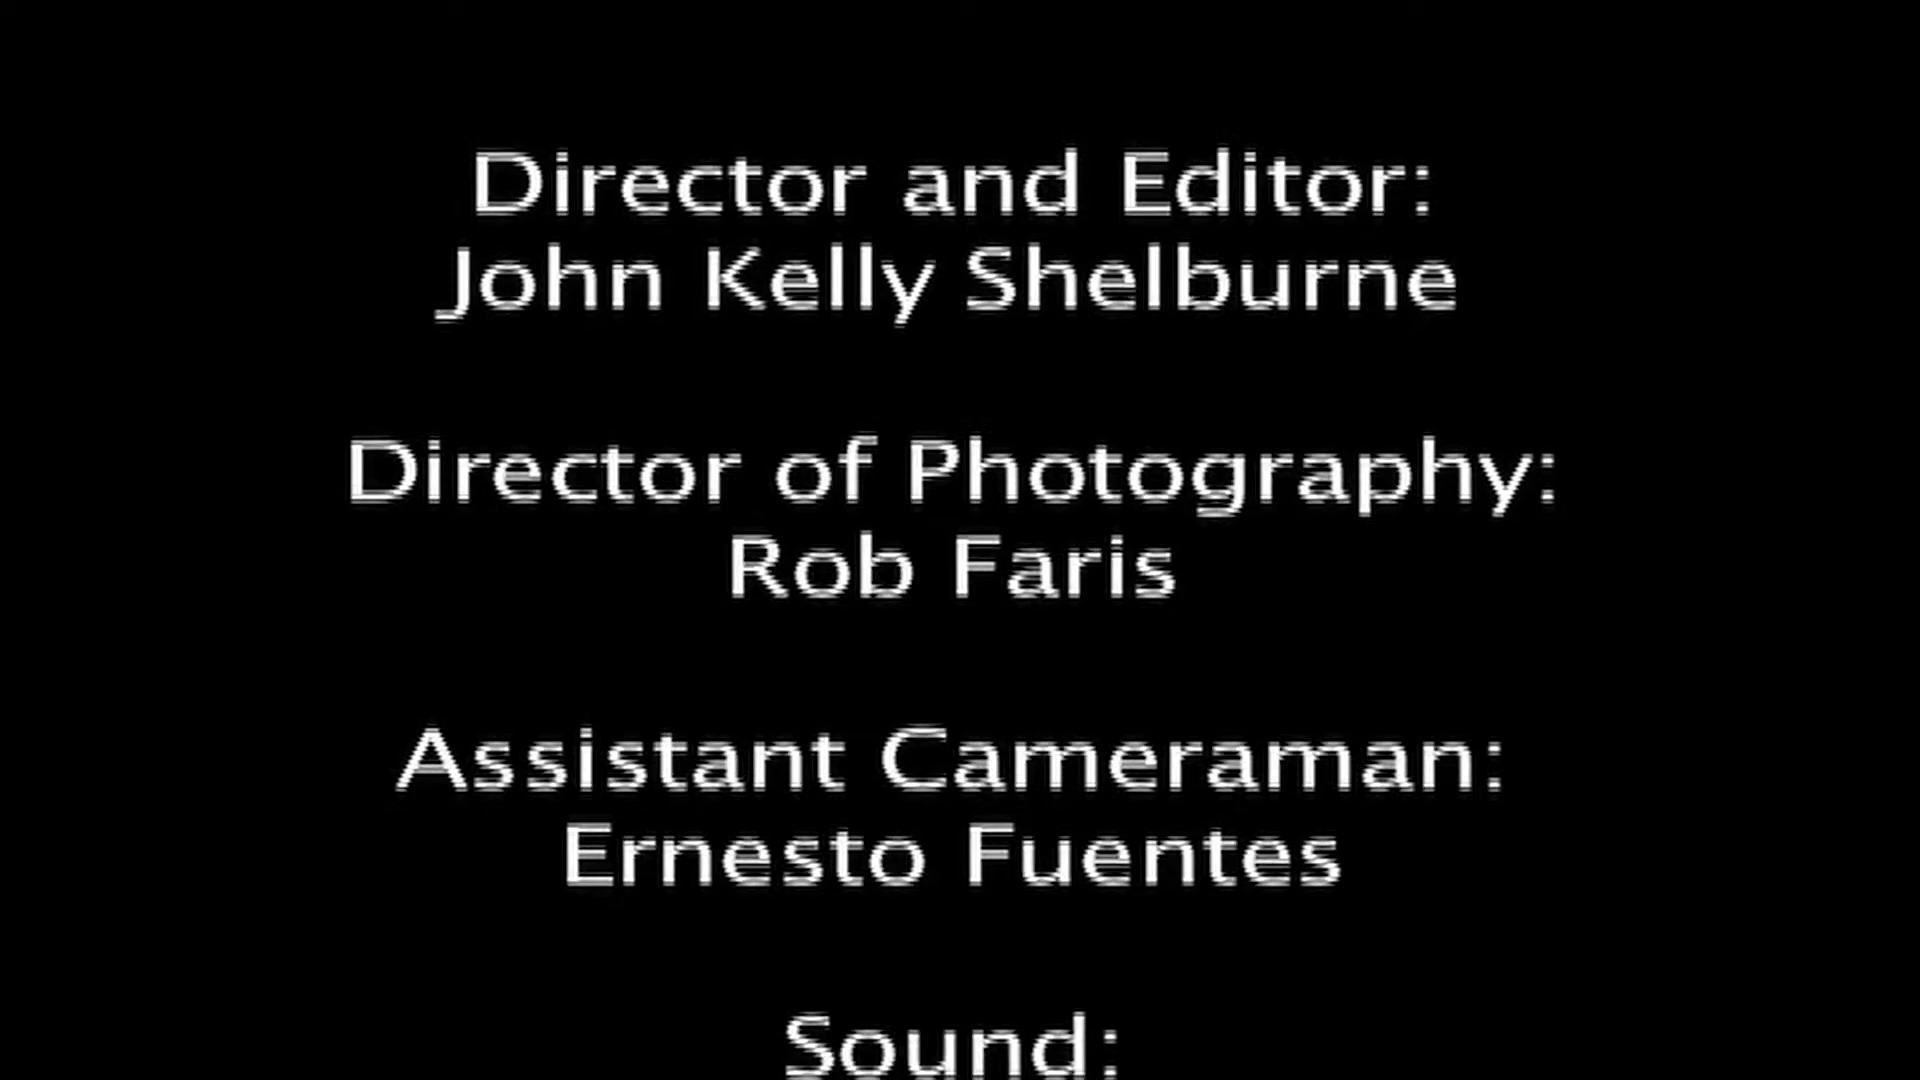 Director and Editor:
John Kelly Shelburne
Director of Photography:
Rob Faris
Assistant Cameraman:
Ernesto Fuentes
Sound: